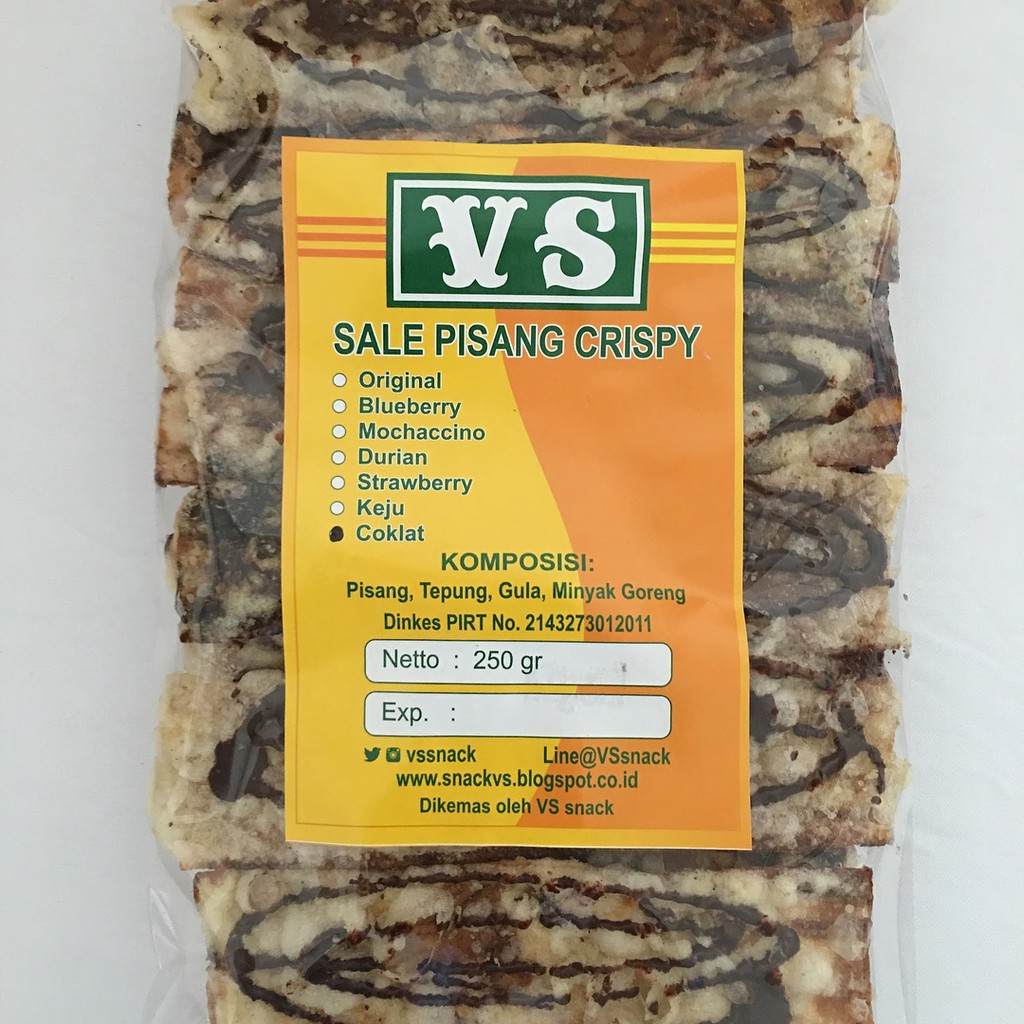 VS
SALE PISANG CRISPY
Original
Blueberry
Mochaccino
Durian
Strawberry
Keju
Coklat
KOMPOSISI:
Pisang, Tepung, Gula, Minyak Goreng
Dinkes PIRT No. 2143273012011
Netto : 250 gr
Exp. :
vssnack Line@VSsnack
www.snackvs.blogspot.co.id
Dikemas oleh VS snack